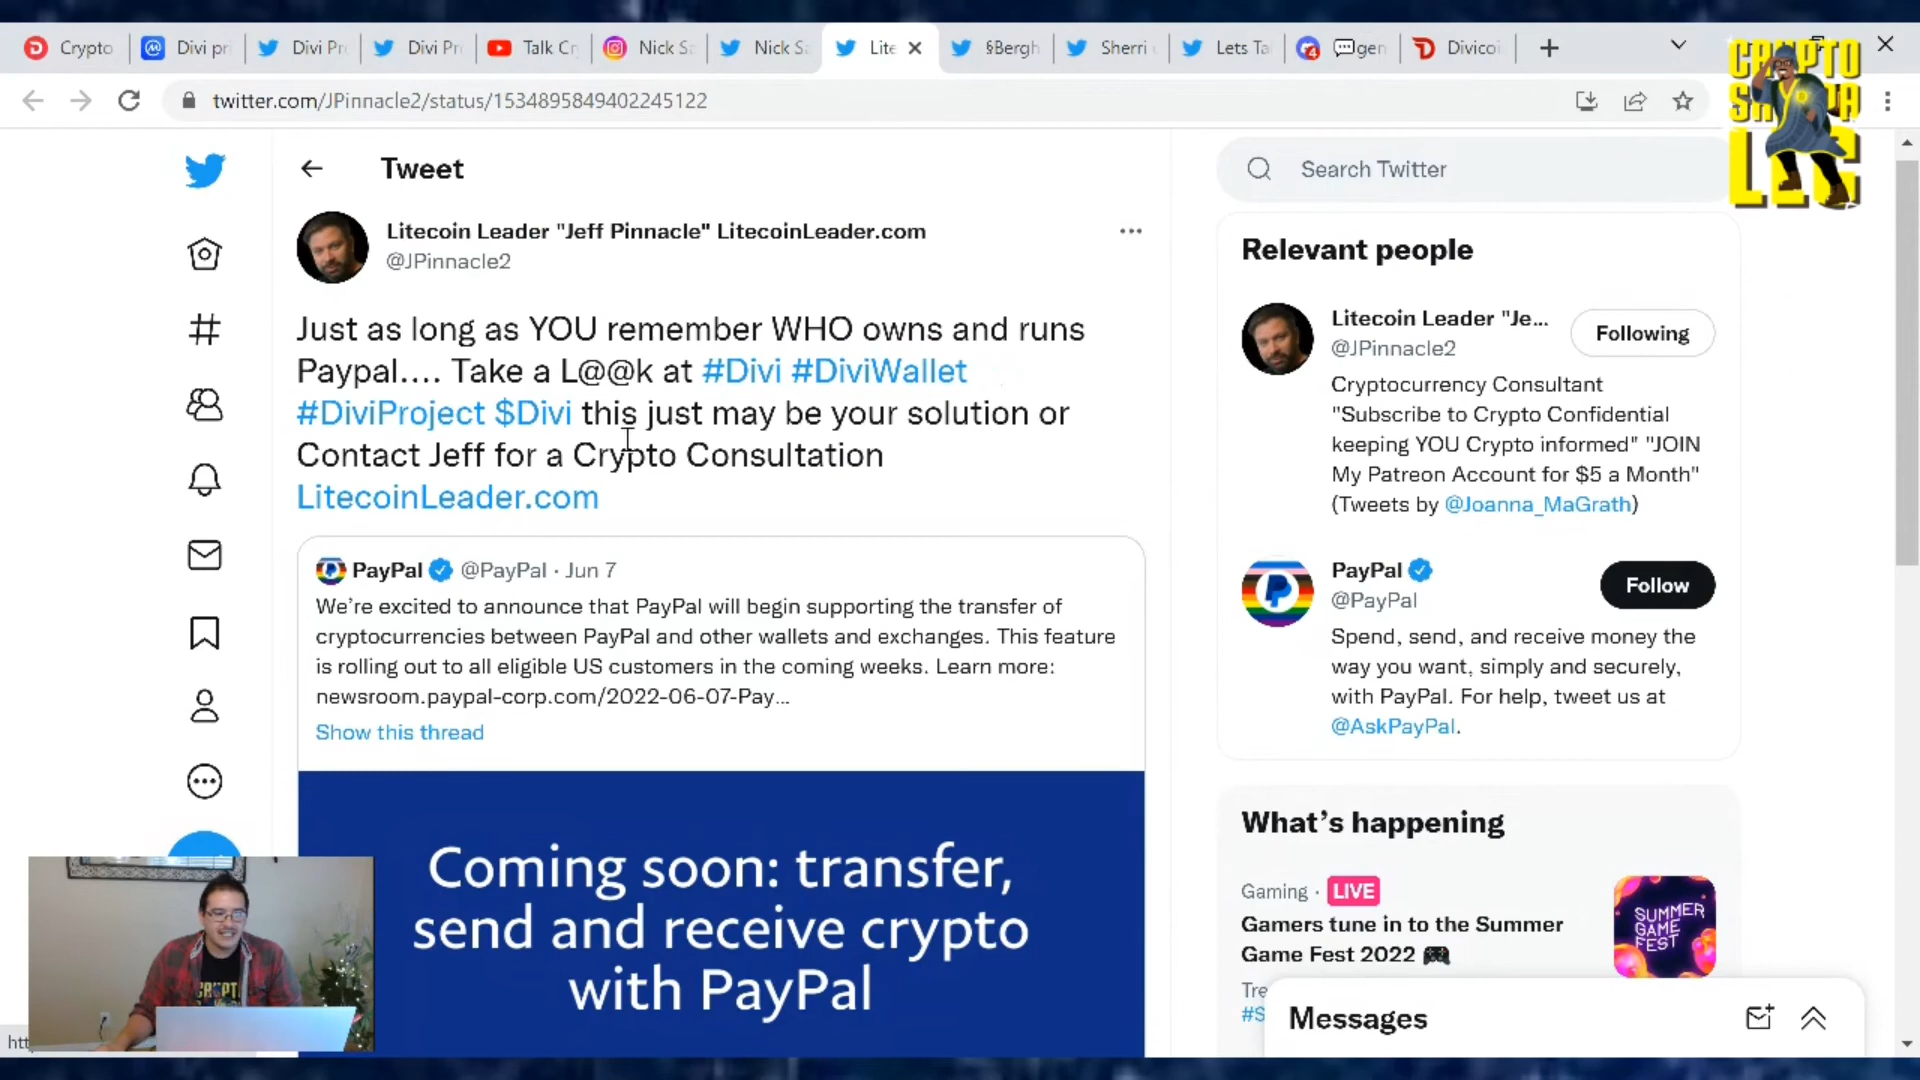 Crypto
Divi pri
Divi Pr
Divi Pr
Talk Cr
Nick Sa
Nick Sa
Lite
§Bergh
Sherri
Lets Ta
gen
Divicoi
twitter.com/JPinnacle2/status/1534895849402245122
CRYPTO
LLC
Tweet
Search Twitter
Litecoin Leader "Jeff Pinnacle" LitecoinLeader.com
@JPinnacle2
Just as long as YOU remember WHO owns and runs
Paypal.... Take a L@@k at #Divi #DiviWallet
#DiviProject $Divi this just may be your solution or
Contact Jeff for a Crypto Consultation
LitecoinLeader.com
PayPal @PayPal · Jun 7
We're excited to announce that PayPal will begin supporting the transfer of
cryptocurrencies between PayPal and other wallets and exchanges. This feature
is rolling out to all eligible US customers in the coming weeks. Learn more:
newsroom.paypal-corp.com/2022-06-07-Pay...
Show this thread
Coming soon: transfer,
send and receive crypto
with PayPal
Relevant people
Litecoin Leader "Je...
@JPinnacle2
Following
Cryptocurrency Consultant
"Subscribe to Crypto Confidential
keeping YOU Crypto informed" "JOIN
My Patreon Account for $5 a Month"
(Tweets by @Joanna_MaGrath)
PayPal
@PayPal
Follow
Spend, send, and receive money the
way you want, simply and securely,
with PayPal. For help, tweet us at
@AskPayPal.
What's happening
Gaming · LIVE
Gamers tune in to the Summer
Game Fest 2022
SUMMER
GAME
FEST
Tre
#S
Messages
htt